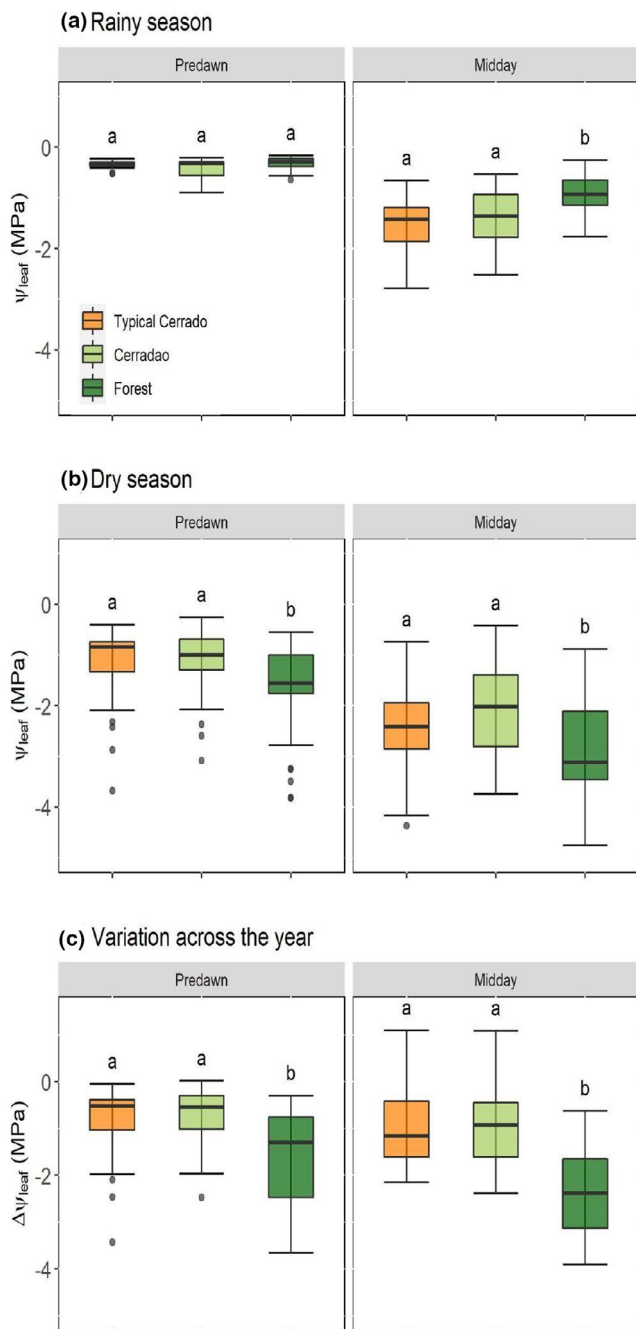 (a) Rainy season
Predawn
Midday
a
a
a
a
a
b
0
-2
-4
Ψleaf (MPa)
Typical Cerrado
Cerradao
Forest
(b) Dry season
Predawn
Midday
a
a
b
a
a
b
0
-2
-4
Ψleaf (MPa)
(c) Variation across the year
Predawn
Midday
a
a
b
a
a
b
0
-2
-4
ΔΨleaf (MPa)